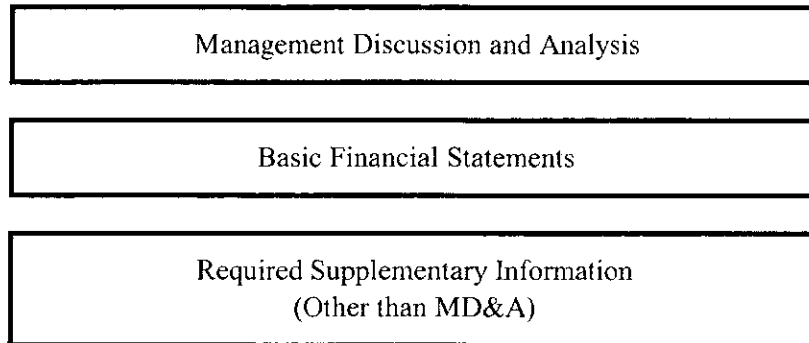 Management Discussion and Analysis
Basic Financial Statements
Required Supplementary Information
(Other than MD&A)